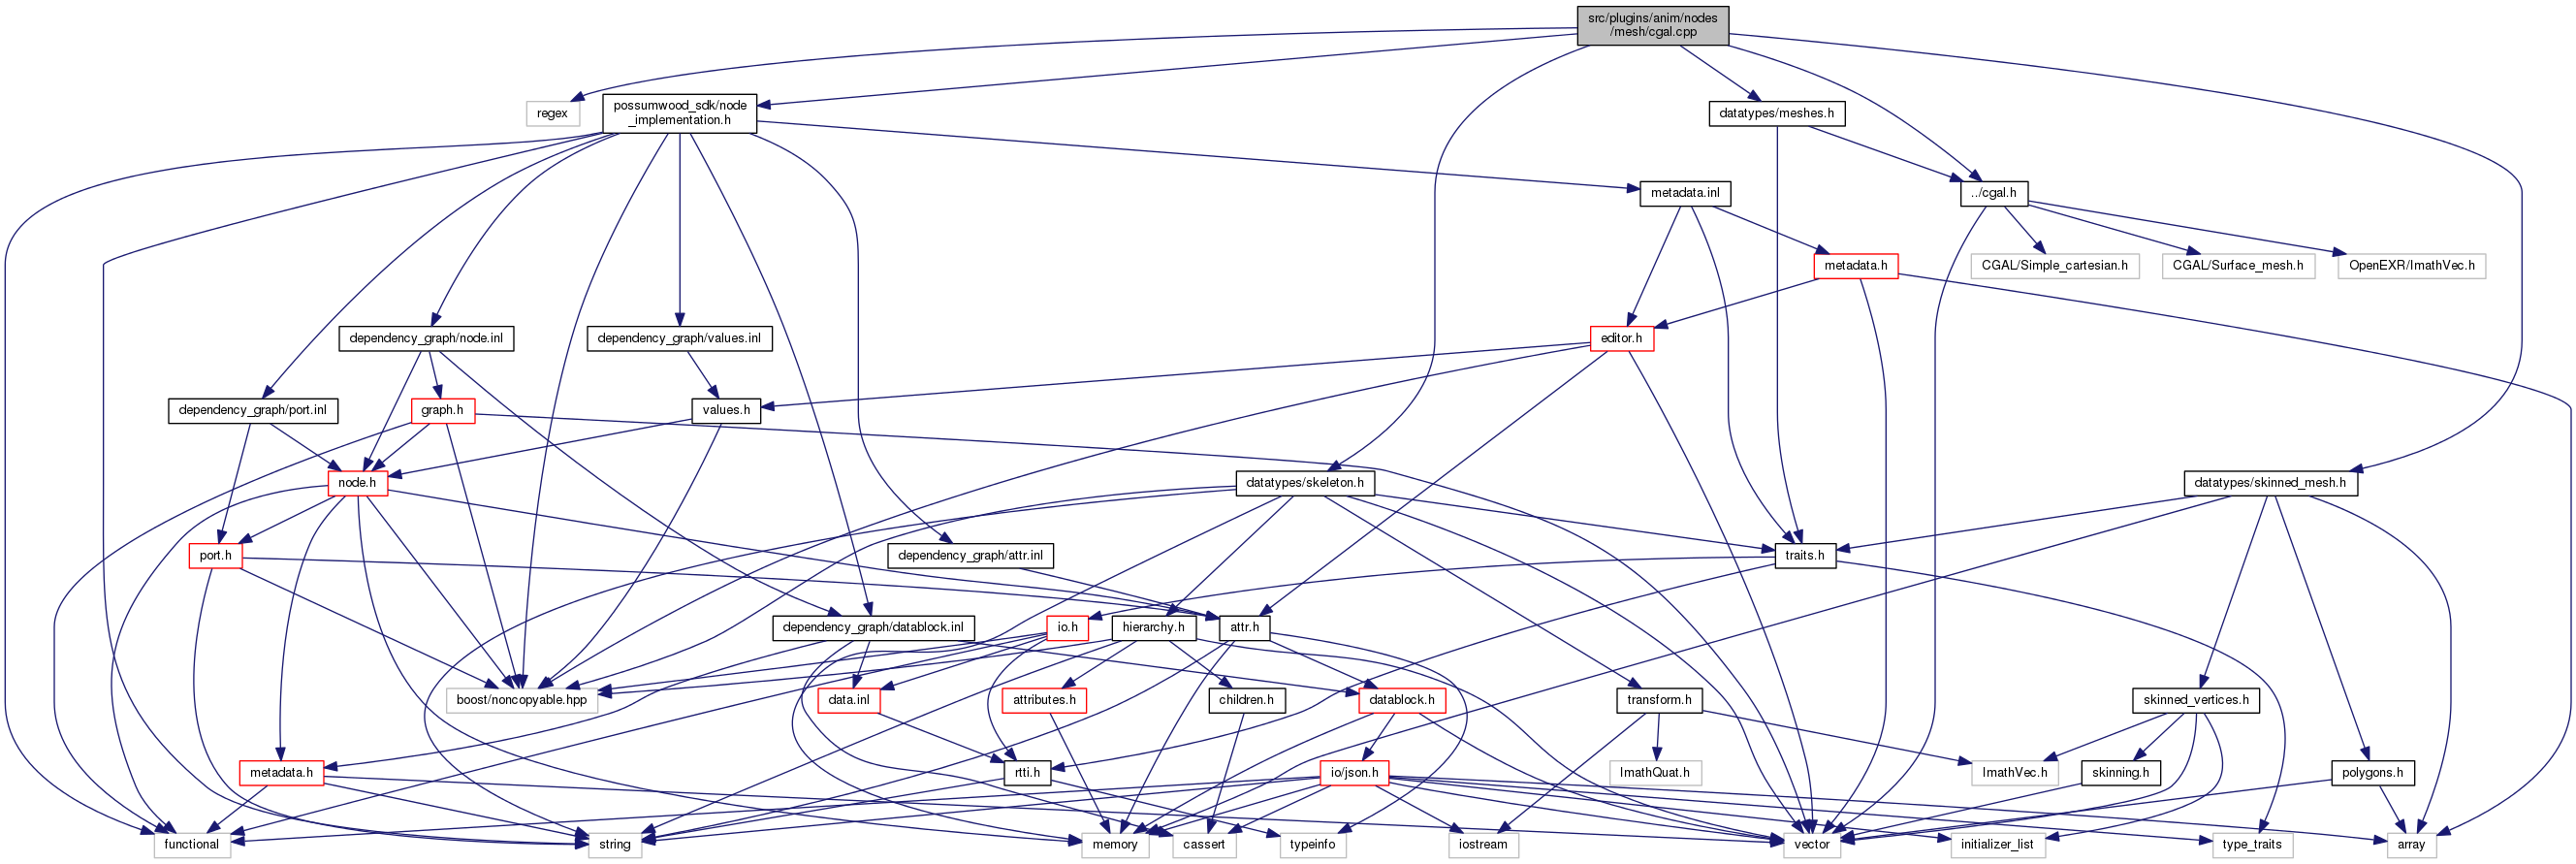 src/plugins/anim/nodes
/mesh/cgal.cpp
regex
possumwood_sdk/node
_implementation.h
datatypes/meshes.h
metadata.inl
../cgal.h
metadata.h
CGAL/Simple_cartesian.h
CGAL/Surface_mesh.h
OpenEXR/ImathVec.h
dependency_graph/node.inl
dependency_graph/values.inl
editor.h
dependency_graph/port.inl
graph.h
values.h
node.h
datatypes/skeleton.h
datatypes/skinned_mesh.h
port.h
dependency_graph/attr.inl
traits.h
dependency_graph/datablock.inl
io.h
hierarchy.h
attr.h
boost/noncopyable.hpp
data.inl
attributes.h
children.h
datablock.h
transform.h
skinned_vertices.h
metadata.h
rtti.h
io/json.h
ImathQuat.h
ImathVec.h
skinning.h
polygons.h
functional
string
memory
cassert
typeinfo
iostream
vector
initializer_list
type_traits
array